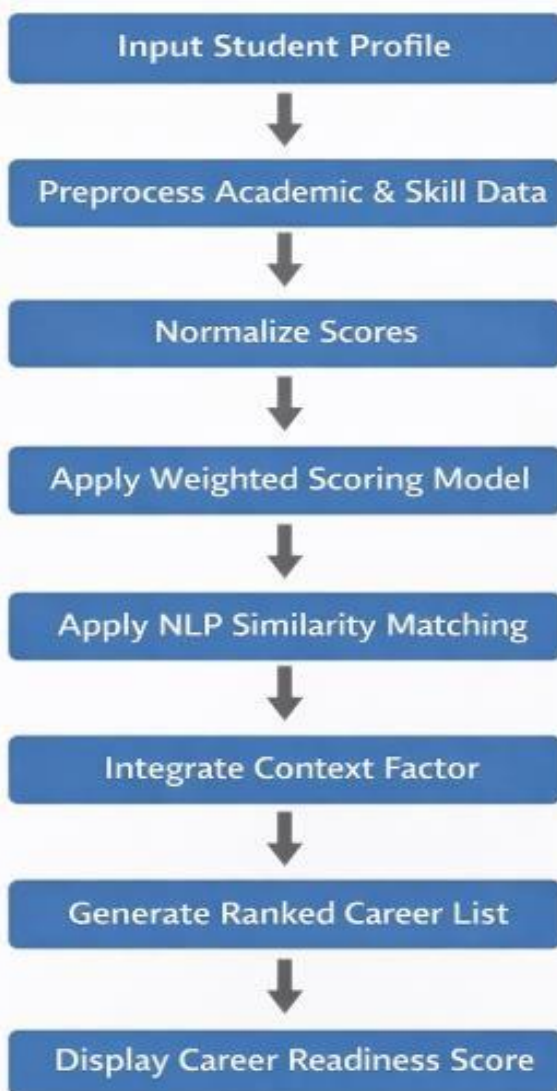 Input Student Profile
Preprocess Academic & Skill Data
Normalize Scores
Apply Weighted Scoring Model
Apply NLP Similarity Matching
Integrate Context Factor
Generate Ranked Career List
Display Career Readiness Score